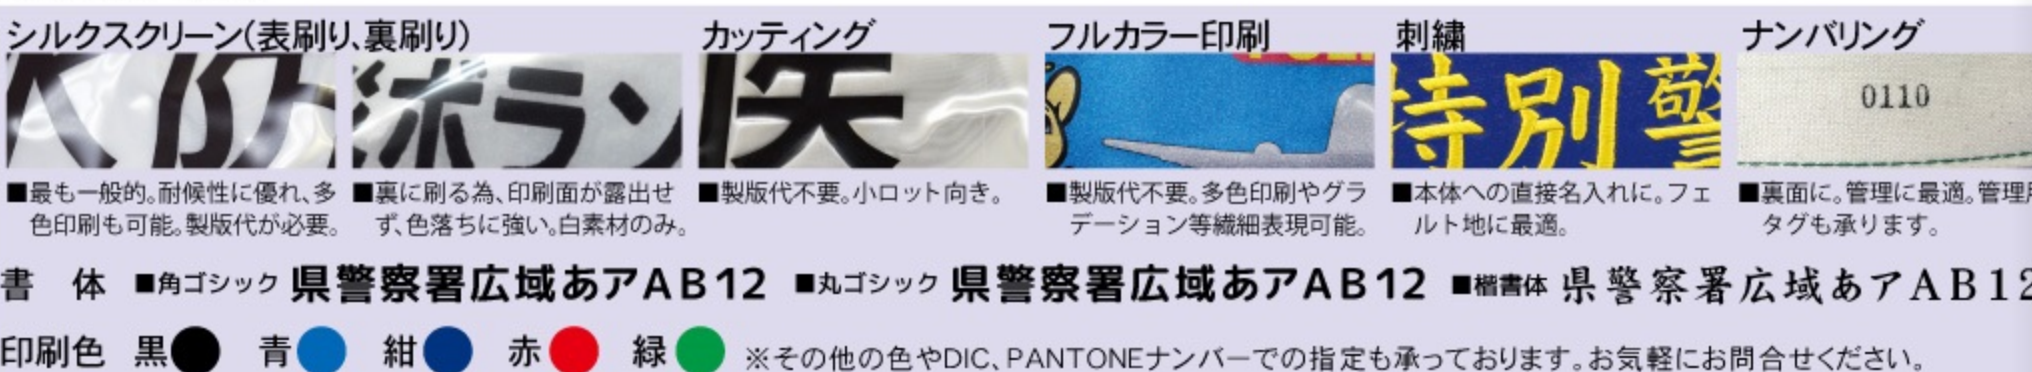 シルクスクリーン(表刷り、裏刷り)
カッティング
フルカラー印刷
刺繍
ナンバリング
ボラン
特別警
0110
■最も一般的。耐候性に優れ、多
色印刷も可能。製版代が必要。
■裏に刷る為、印刷面が露出せ
ず、色落ちに強い。白素材のみ。
■製版代不要。小ロット向き。
■製版代不要。多色印刷やグラ
デーション等繊細表現可能。
■本体への直接名入れに。フェ
ルト地に最適。
■裏面に。管理に最適。管理用
タグも承ります。
書 体 ■角ゴシック 県警察署広域あアAB12 ■丸ゴシック 県警察署広域あアAB12 ■楷書体 県警察署広域あアAB12
印刷色 黒 青 紺 赤 緑 ※その他の色やDIC、PANTONEナンバーでの指定も承っております。お気軽にお問合せください。